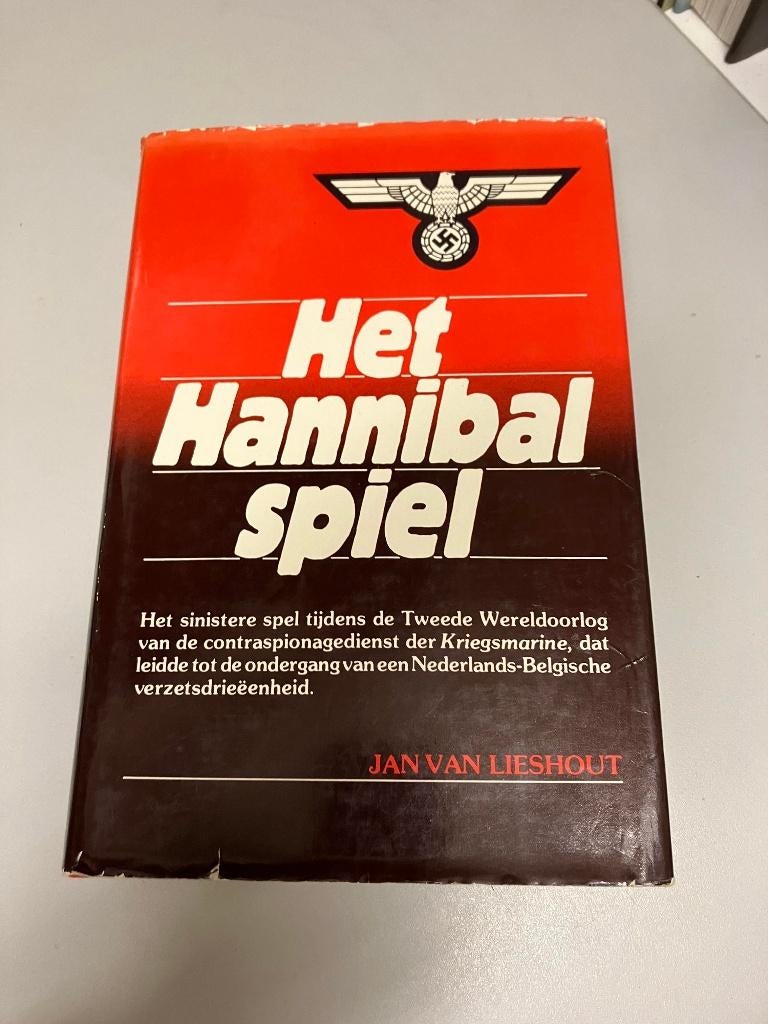 Het
Hannibal
spiel
Het sinistere spel tijdens de Tweede Wereldoorlog
van de contraspionagedienst der Kriegsmarine, dat
leidde tot de ondergang van een Nederlands-Belgische
verzetsdrieëenheid.
JAN VAN LIESHOUT